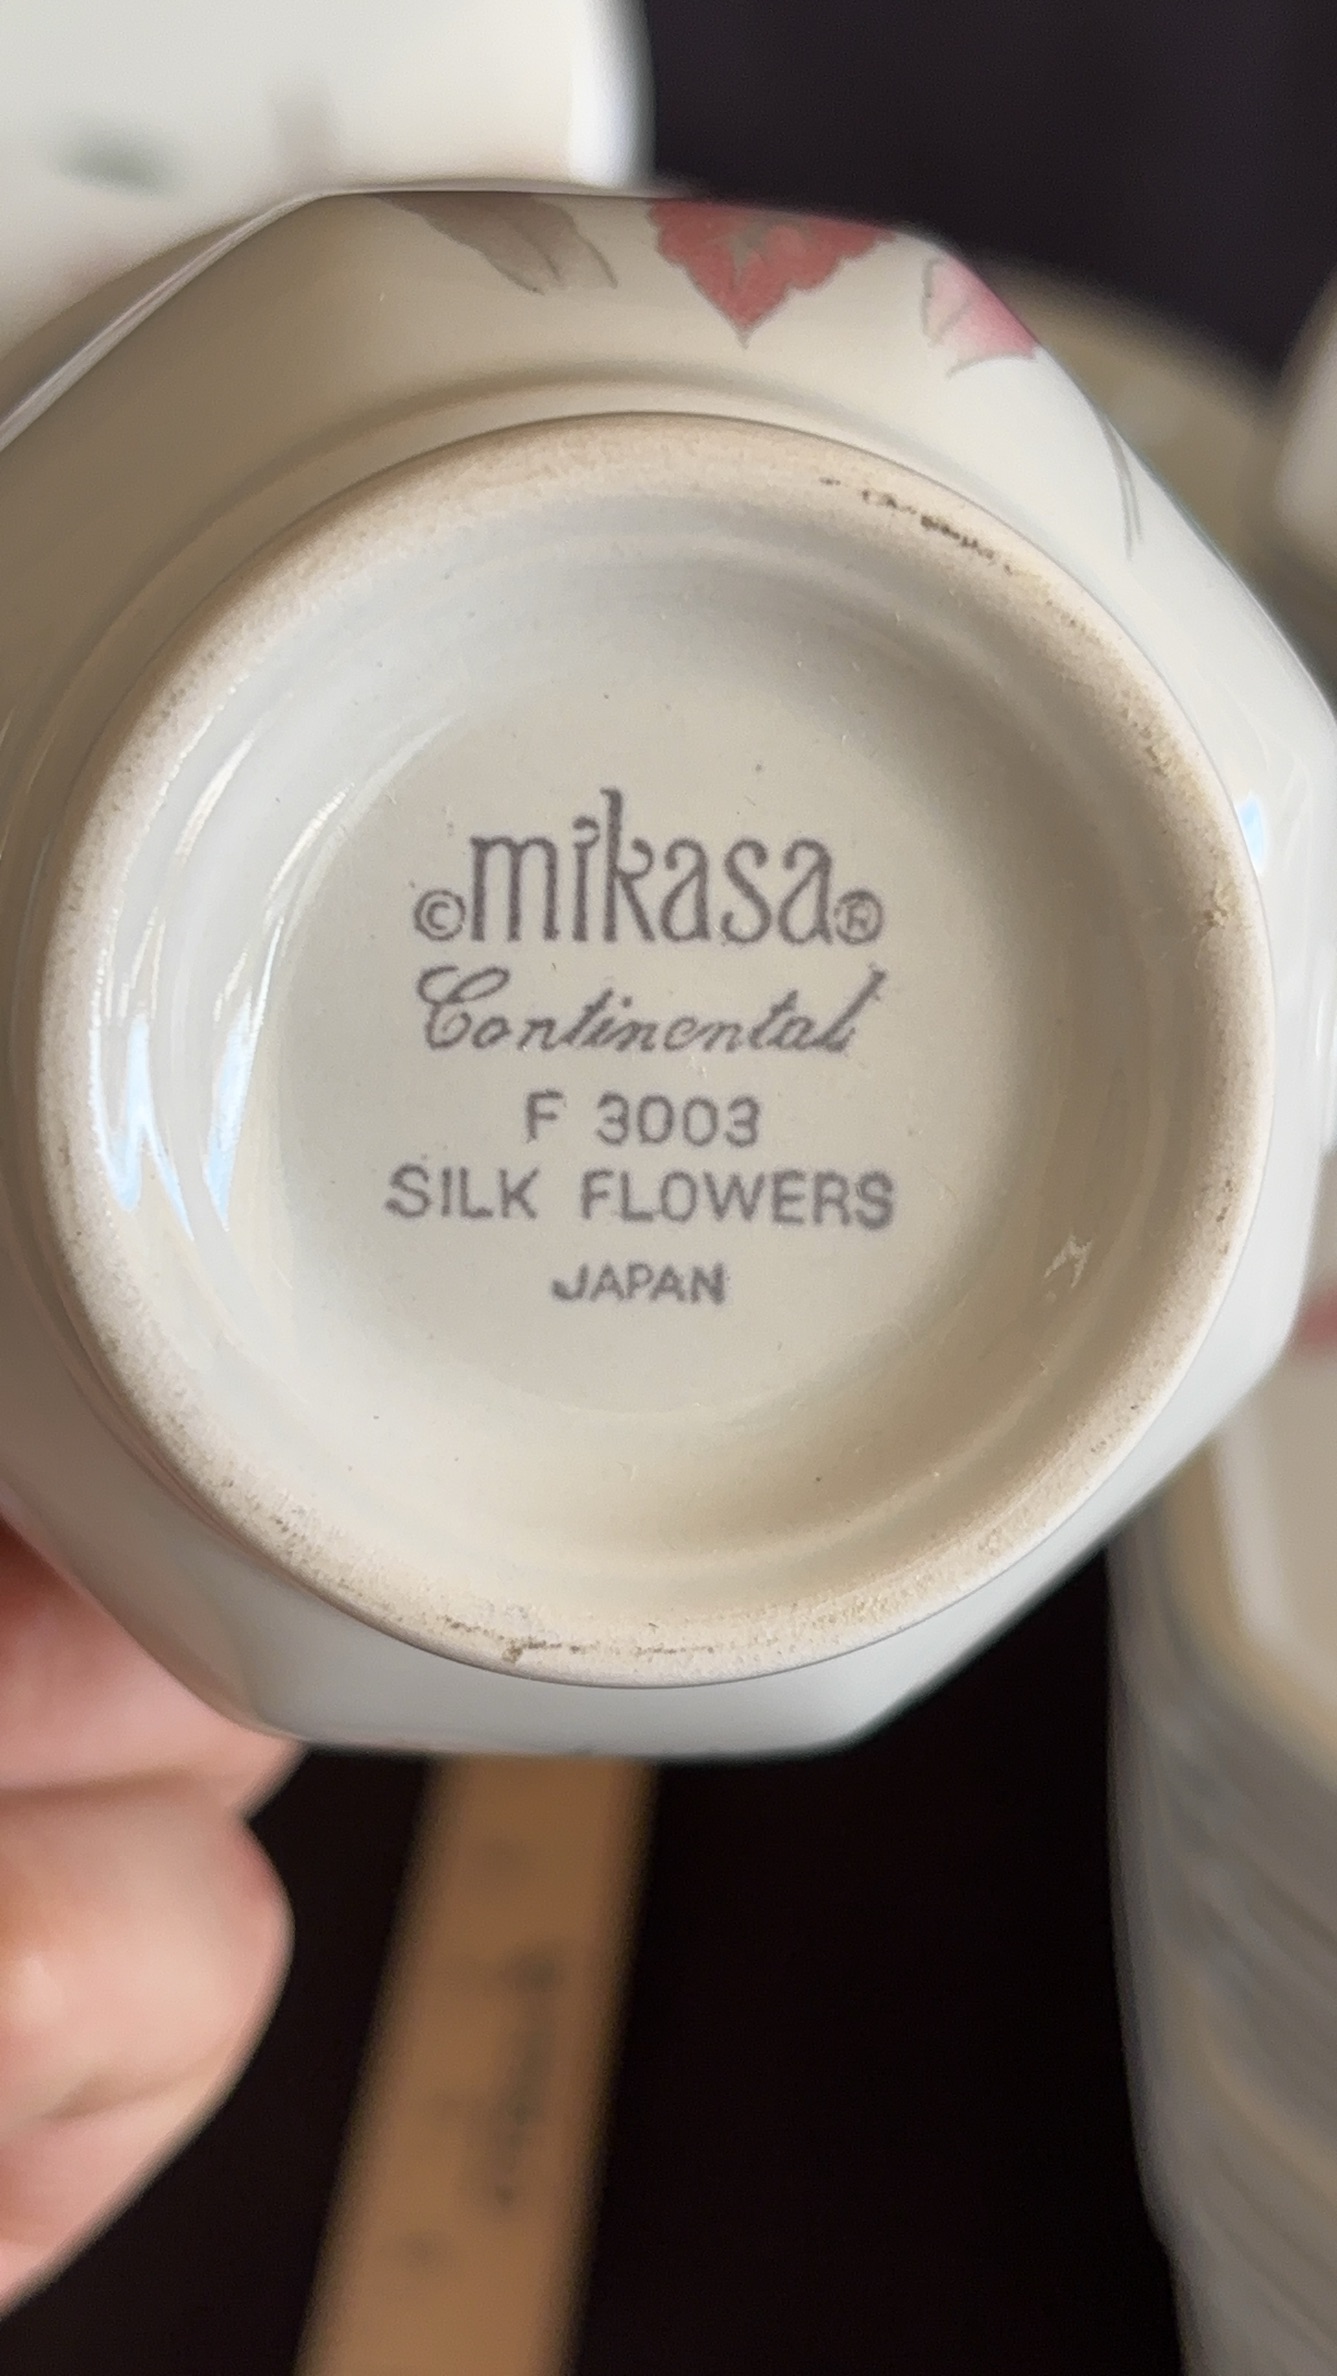 ©mikasa®
Continental
F 3003
SILK FLOWERS
JAPAN